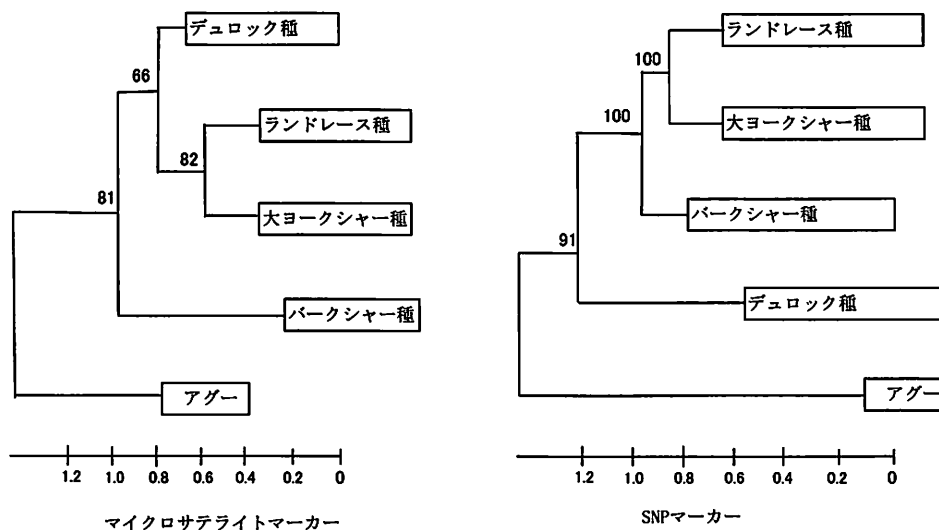 デュロック種
66
ランドレース種
82
大ヨークシャー種
81
バークシャー種
アグー
1.2 1.0 0.8 0.6 0.4 0.2 0
マイクロサテライトマーカー
ランドレース種
100
大ヨークシャー種
100
バークシャー種
91
デュロック種
アグー
1.2 1.0 0.8 0.6 0.4 0.2 0
SNPマーカー